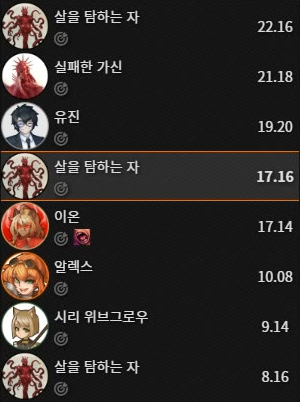 살을 탐하는 자
22.16
실패한 가신
21.18
유진
19.20
살을 탐하는 자
17.16
이온
17.14
알렉스
10.08
시리 위브그로우
9.14
살을 탐하는 자
8.16